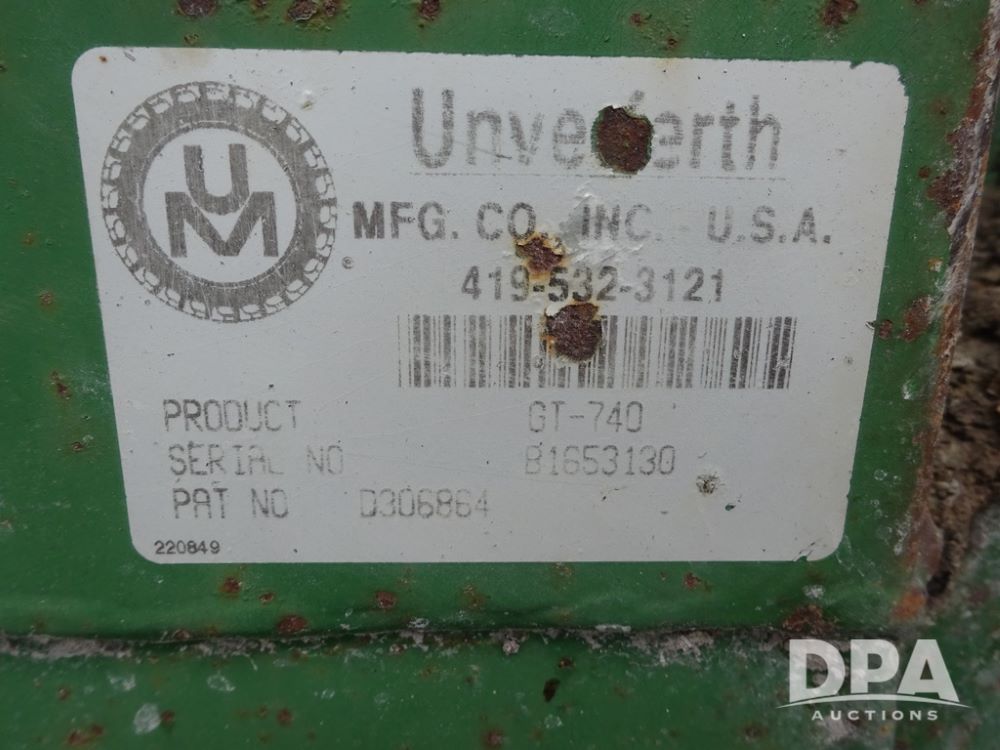 UM
Unverferth
MFG. CO., INC. U.S.A.
419-532-3121
PRODUCT GT-740
SERIAL NO B1653130
PAT NO D306864
220849
DPA
AUCTIONS